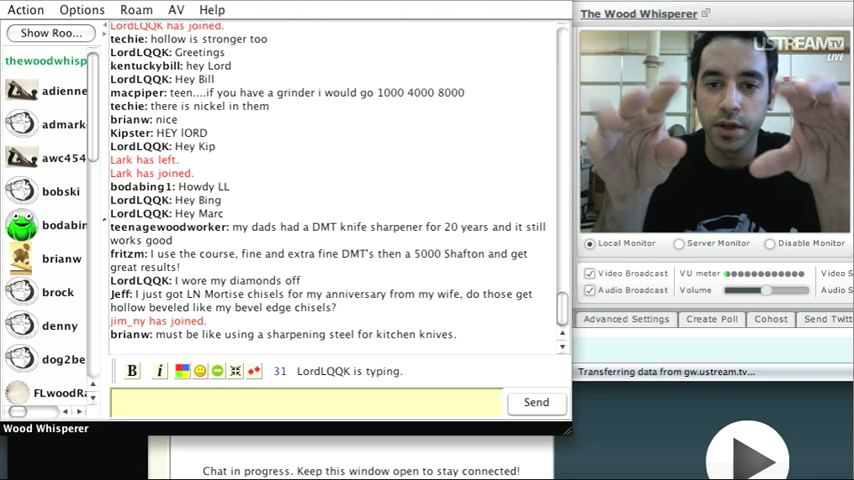 Action Options Roam AV Help
Show Roo...
thewoodwhisp
adienne
admark
awc454
bobski
bodabin
brianw
brock
denny
dog2be
FLwoodRa
LordLQQK has joined.
techie: hollow is stronger too
LordLQQK: Greetings
kentuckybill: hey Lord
LordLQQK: Hey Bill
macpiper: teen....if you have a grinder i would go 1000 4000 8000
techie: there is nickel in them
brianw: nice
Kipster: HEY lORD
LordLQQK: Hey Kip
Lark has left.
Lark has joined.
bodabing1: Howdy LL
LordLQQK: Hey Bing
LordLQQK: Hey Marc
teenagewoodworker: my dads had a DMT knife sharpener for 20 years and it still
works good
fritzm: I use the course, fine and extra fine DMT's then a 5000 Shafton and get
great results!
LordLQQK: I wore my diamonds off
Jeff: I just got LN Mortise chisels for my anniversary from my wife, do those get
hollow beveled like my bevel edge chisels?
jim_ny has joined.
brianw: must be like using a sharpening steel for kitchen knives.
B i 31 LordLQQK is typing.
Send
Wood Whisperer
Chat in progress. Keep this window open to stay connected!
The Wood Whisperer
USTREAM.TV
LIVE
Local Monitor Server Monitor Disable Monitor
Video Broadcast VU meter Video S
Audio Broadcast Volume Audio S
Advanced Settings Create Poll Cohost Send Twitt
Transferring data from gw.ustream.tv...